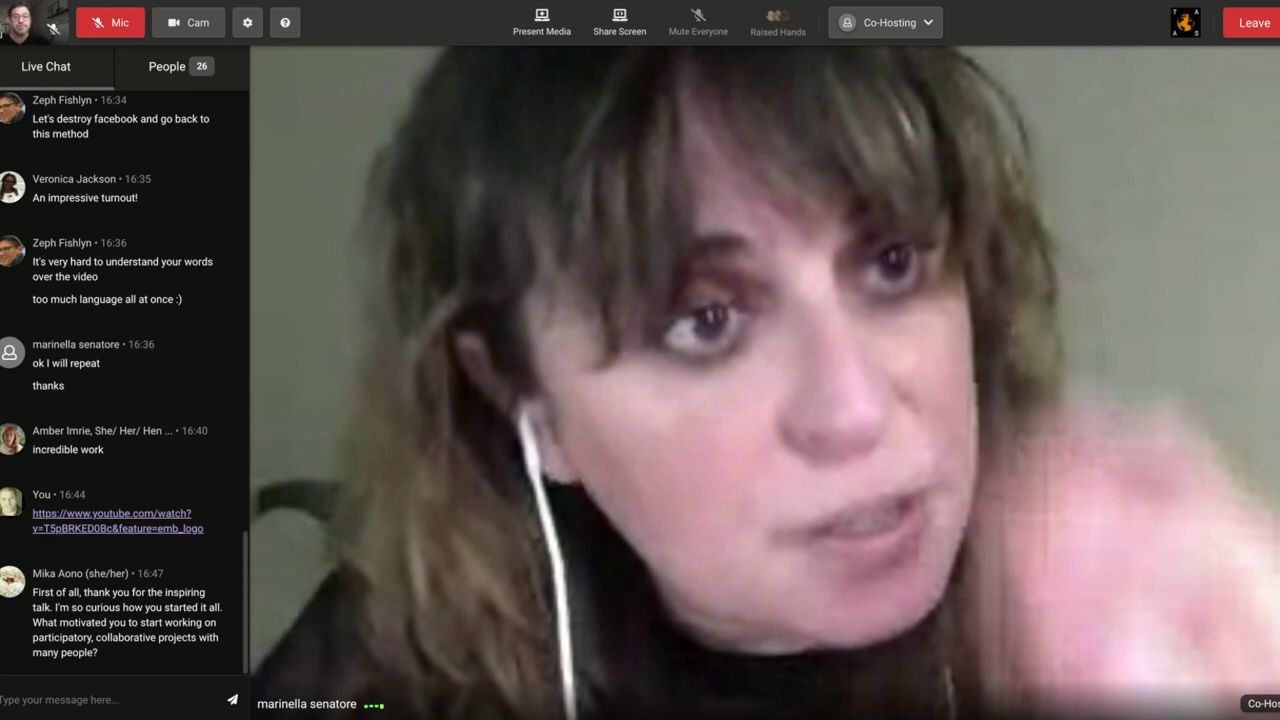 Mic
Cam
Present Media
Share Screen
Mute Everyone
Raised Hands
Co-Hosting
T A
A S
Leave
Live Chat
People 26
Zeph Fishlyn • 16:34
Let's destroy facebook and go back to
this method
Veronica Jackson • 16:35
An impressive turnout!
Zeph Fishlyn • 16:36
It's very hard to understand your words
over the video
too much language all at once :)
marinella senatore • 16:36
ok I will repeat
thanks
Amber Imrie, She/ Her/ Hen ... • 16:40
incredible work
You • 16:44
https://www.youtube.com/watch?
v=T5pBRKED0Bc&feature=emb_logo
Mika Aono (she/her) • 16:47
First of all, thank you for the inspiring
talk. I'm so curious how you started it all.
What motivated you to start working on
participatory, collaborative projects with
many people?
Type your message here...
marinella senatore
Co-Hos